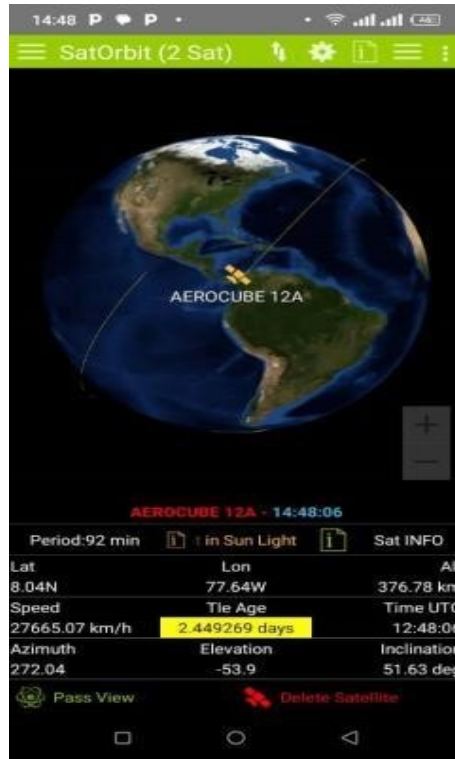 14:48 P P
SatOrbit (2 Sat)
AEROCUBE 12A
+
−
AEROCUBE 12A - 14:48:06
Period:92 min in Sun Light Sat INFO
Lat Lon Al
8.04N 77.64W 376.78 km
Speed Tle Age Time UTC
27665.07 km/h 2.449269 days 12:48:06
Azimuth Elevation Inclination
272.04 -53.9 51.63 deg
Pass View Delete Satellite